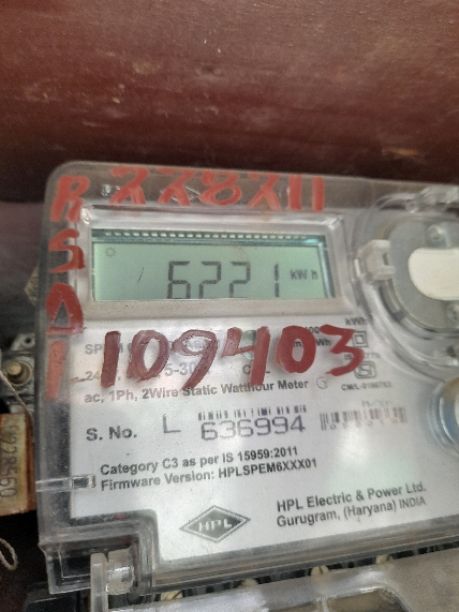 228211
R
S
D
6221 kWh
109403
ac, 1Ph, 2Wire Static Watthour Meter
S. No. L 636994
Category C3 as per IS 15959:2011
Firmware Version: HPLSPEM6XXX01
HPL
HPL Electric & Power Ltd.
Gurugram, (Haryana) INDIA